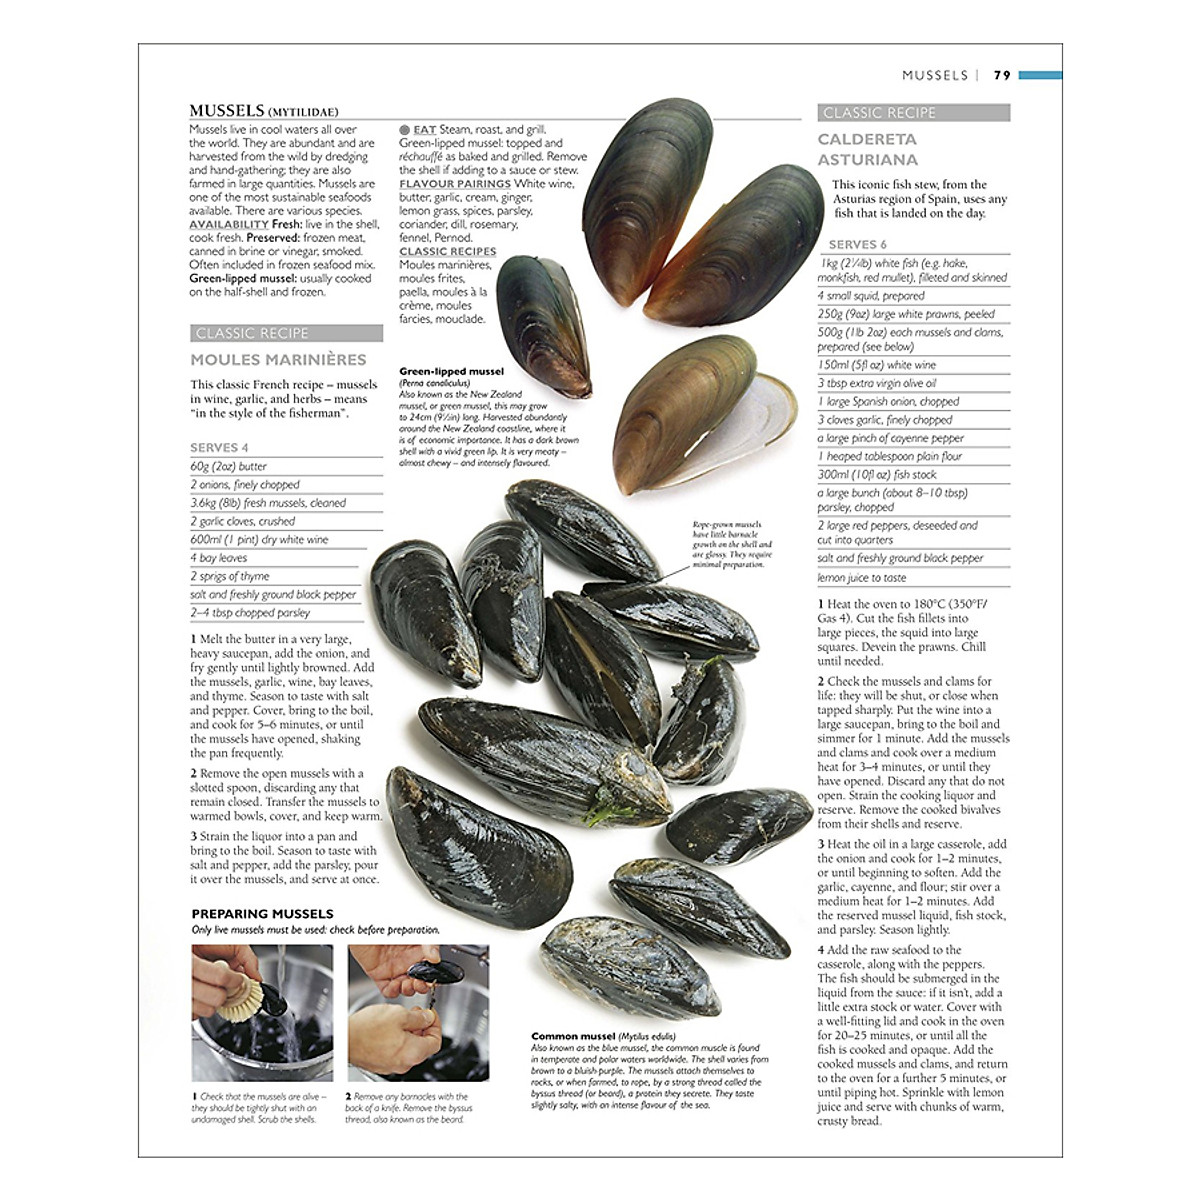 MUSSELS | 79
MUSSELS (MYTILIDAE)
Mussels live in cool waters all over
the world. They are abundant and are
harvested from the wild by dredging
and hand-gathering; they are also
farmed in large quantities. Mussels are
one of the most sustainable seafoods
available. There are various species.
AVAILABILITY Fresh: live in the shell,
cook fresh. Preserved: frozen meat,
canned in brine or vinegar, smoked.
Often included in frozen seafood mix.
Green-lipped mussel: usually cooked
on the half-shell and frozen.
EAT Steam, roast, and grill.
Green-lipped mussel: topped and
réchauffé as baked and grilled. Remove
the shell if adding to a sauce or stew.
FLAVOUR PAIRINGS White wine,
butter, garlic, cream, ginger,
lemon grass, spices, parsley,
coriander, dill, rosemary,
fennel, Pernod.
CLASSIC RECIPES
Moules marinières,
moules frites,
paella, moules à la
crème, moules
farcies, mouclade.
CLASSIC RECIPE
MOULES MARINIÈRES
This classic French recipe – mussels
in wine, garlic, and herbs – means
“in the style of the fisherman”.
SERVES 4
60g (2oz) butter
2 onions, finely chopped
3.6kg (8lb) fresh mussels, cleaned
2 garlic cloves, crushed
600ml (1 pint) dry white wine
4 bay leaves
2 sprigs of thyme
salt and freshly ground black pepper
2–4 tbsp chopped parsley
1 Melt the butter in a very large,
heavy saucepan, add the onion, and
fry gently until lightly browned. Add
the mussels, garlic, wine, bay leaves,
and thyme. Season to taste with salt
and pepper. Cover, bring to the boil,
and cook for 5–6 minutes, or until
the mussels have opened, shaking
the pan frequently.
2 Remove the open mussels with a
slotted spoon, discarding any that
remain closed. Transfer the mussels to
warmed bowls, cover, and keep warm.
3 Strain the liquor into a pan and
bring to the boil. Season to taste with
salt and pepper, add the parsley, pour
it over the mussels, and serve at once.
Green-lipped mussel
(Perna canaliculus)
Also known as the New Zealand
mussel, or green mussel, this may grow
to 24cm (9½in) long. Harvested abundantly
around the New Zealand coastline, where it
is of economic importance. It has a dark brown
shell with a vivid green lip. It is very meaty –
almost chewy – and intensely flavoured.
Rope-grown mussels
have little barnacle
growth on the shell and
are glossy. They require
minimal preparation.
PREPARING MUSSELS
Only live mussels must be used: check before preparation.
1 Check that the mussels are alive –
they should be tightly shut with an
undamaged shell. Scrub the shells.
2 Remove any barnacles with the
back of a knife. Remove the byssus
thread, also known as the beard.
Common mussel (Mytilus edulis)
Also known as the blue mussel, the common muscle is found
in temperate and polar waters worldwide. The shell varies from
brown to a bluish-purple. The mussels attach themselves to
rocks, or when farmed, to rope, by a strong thread called the
byssus thread (or beard), a protein they secrete. They taste
slightly salty, with an intense flavour of the sea.
CLASSIC RECIPE
CALDERETA
ASTURIANA
This iconic fish stew, from the
Asturias region of Spain, uses any
fish that is landed on the day.
SERVES 6
1kg (2¼lb) white fish (e.g. hake,
monkfish, red mullet), filleted and skinned
4 small squid, prepared
250g (9oz) large white prawns, peeled
500g (1lb 2oz) each mussels and clams,
prepared (see below)
150ml (5fl oz) white wine
3 tbsp extra virgin olive oil
1 large Spanish onion, chopped
3 cloves garlic, finely chopped
a large pinch of cayenne pepper
1 heaped tablespoon plain flour
300ml (10fl oz) fish stock
a large bunch (about 8–10 tbsp)
parsley, chopped
2 large red peppers, deseeded and
cut into quarters
salt and freshly ground black pepper
lemon juice to taste
1 Heat the oven to 180°C (350°F/
Gas 4). Cut the fish fillets into
large pieces, the squid into large
squares. Devein the prawns. Chill
until needed.
2 Check the mussels and clams for
life: they will be shut, or close when
tapped sharply. Put the wine into a
large saucepan, bring to the boil and
simmer for 1 minute. Add the mussels
and clams and cook over a medium
heat for 3–4 minutes, or until they
have opened. Discard any that do not
open. Strain the cooking liquor and
reserve. Remove the cooked bivalves
from their shells and reserve.
3 Heat the oil in a large casserole, add
the onion and cook for 1–2 minutes,
or until beginning to soften. Add the
garlic, cayenne, and flour; stir over a
medium heat for 1–2 minutes. Add
the reserved mussel liquid, fish stock,
and parsley. Season lightly.
4 Add the raw seafood to the
casserole, along with the peppers.
The fish should be submerged in the
liquid from the sauce: if it isn’t, add a
little extra stock or water. Cover with
a well-fitting lid and cook in the oven
for 20–25 minutes, or until all the
fish is cooked and opaque. Add the
cooked mussels and clams, and return
to the oven for a further 5 minutes, or
until piping hot. Sprinkle with lemon
juice and serve with chunks of warm,
crusty bread.